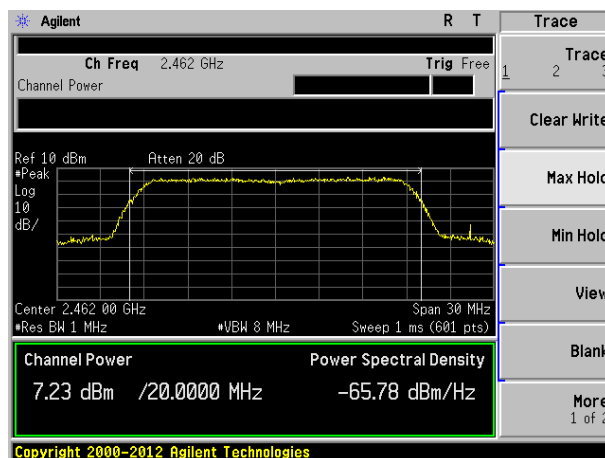 Agilent R T Trace
Ch Freq 2.462 GHz Trig Free
Channel Power
Trace
1 2 3
Clear Write
Max Hold
Min Hold
View
Blank
More
1 of 2
Ref 10 dBm Atten 20 dB
#Peak
Log
10
dB/
Center 2.462 00 GHz Span 30 MHz
#Res BW 1 MHz #VBW 8 MHz Sweep 1 ms (601 pts)
Channel Power Power Spectral Density
7.23 dBm /20.0000 MHz -65.78 dBm/Hz
Copyright 2000-2012 Agilent Technologies